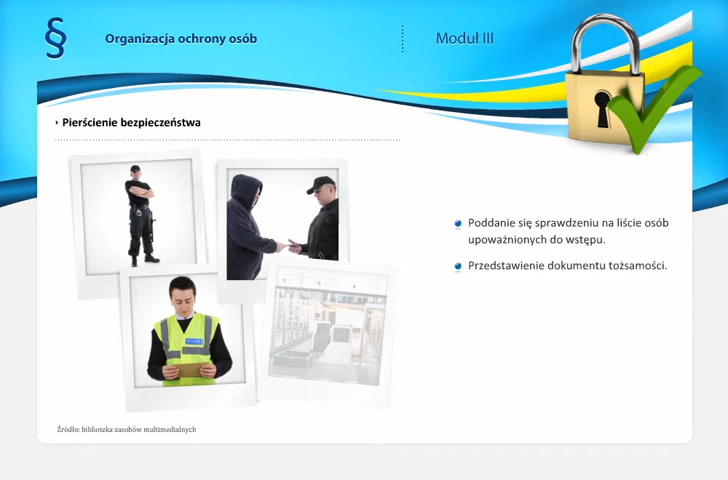 §
Organizacja ochrony osób
Moduł III
Pierścienie bezpieczeństwa
Poddanie się sprawdzeniu na liście osób
upoważnionych do wstępu.
Przedstawienie dokumentu tożsamości.
Źródło: biblioteka zasobów multimedialnych